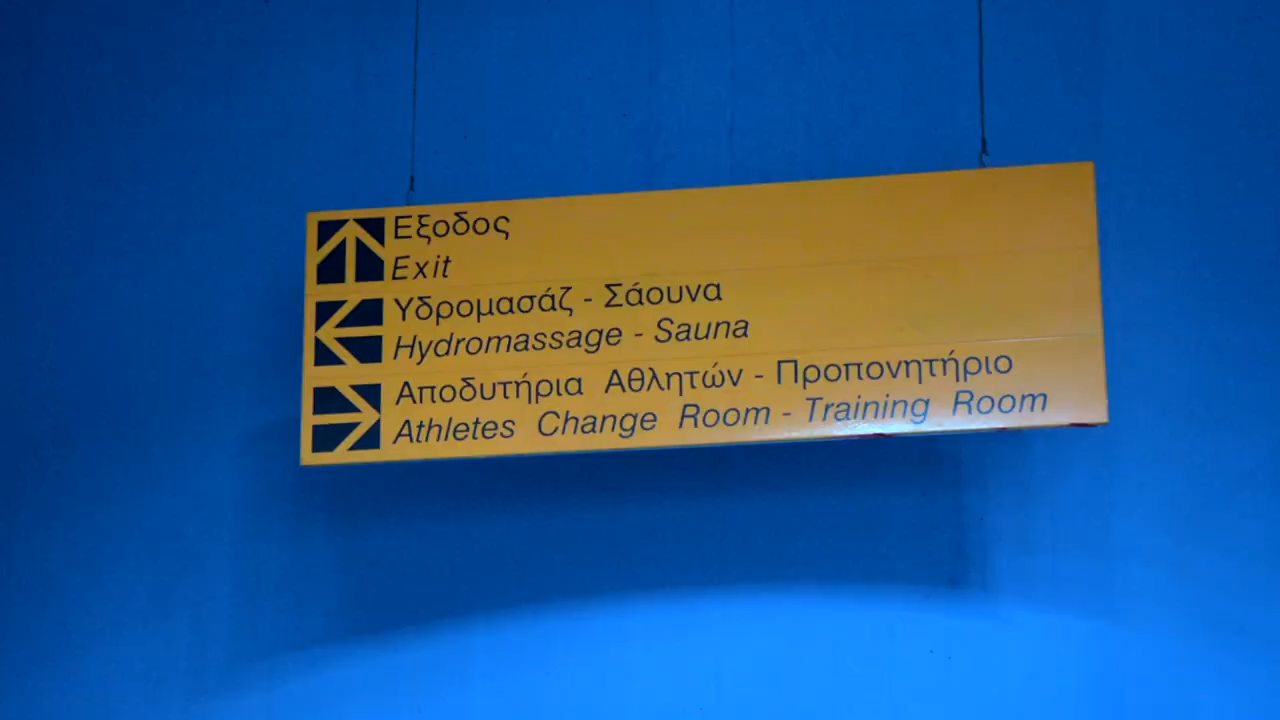 Εξοδος
Exit
Υδρομασάζ - Σάουνα
Hydromassage - Sauna
Αποδυτήρια Αθλητών - Προπονητήριο
Athletes Change Room - Training Room